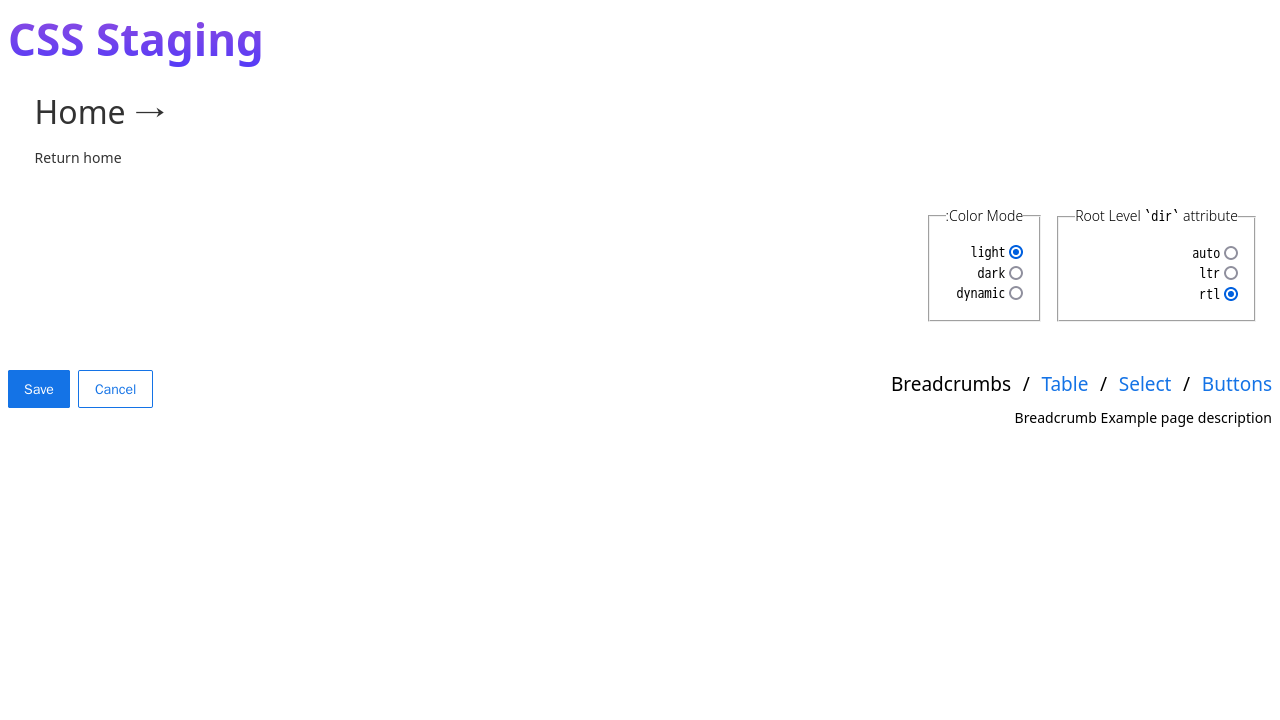 CSS Staging
Home →
Return home
Root Level `dir` attribute
auto
ltr
rtl
:Color Mode
light
dark
dynamic
Breadcrumbs / Table / Select / Buttons
Breadcrumb Example page description
Save
Cancel